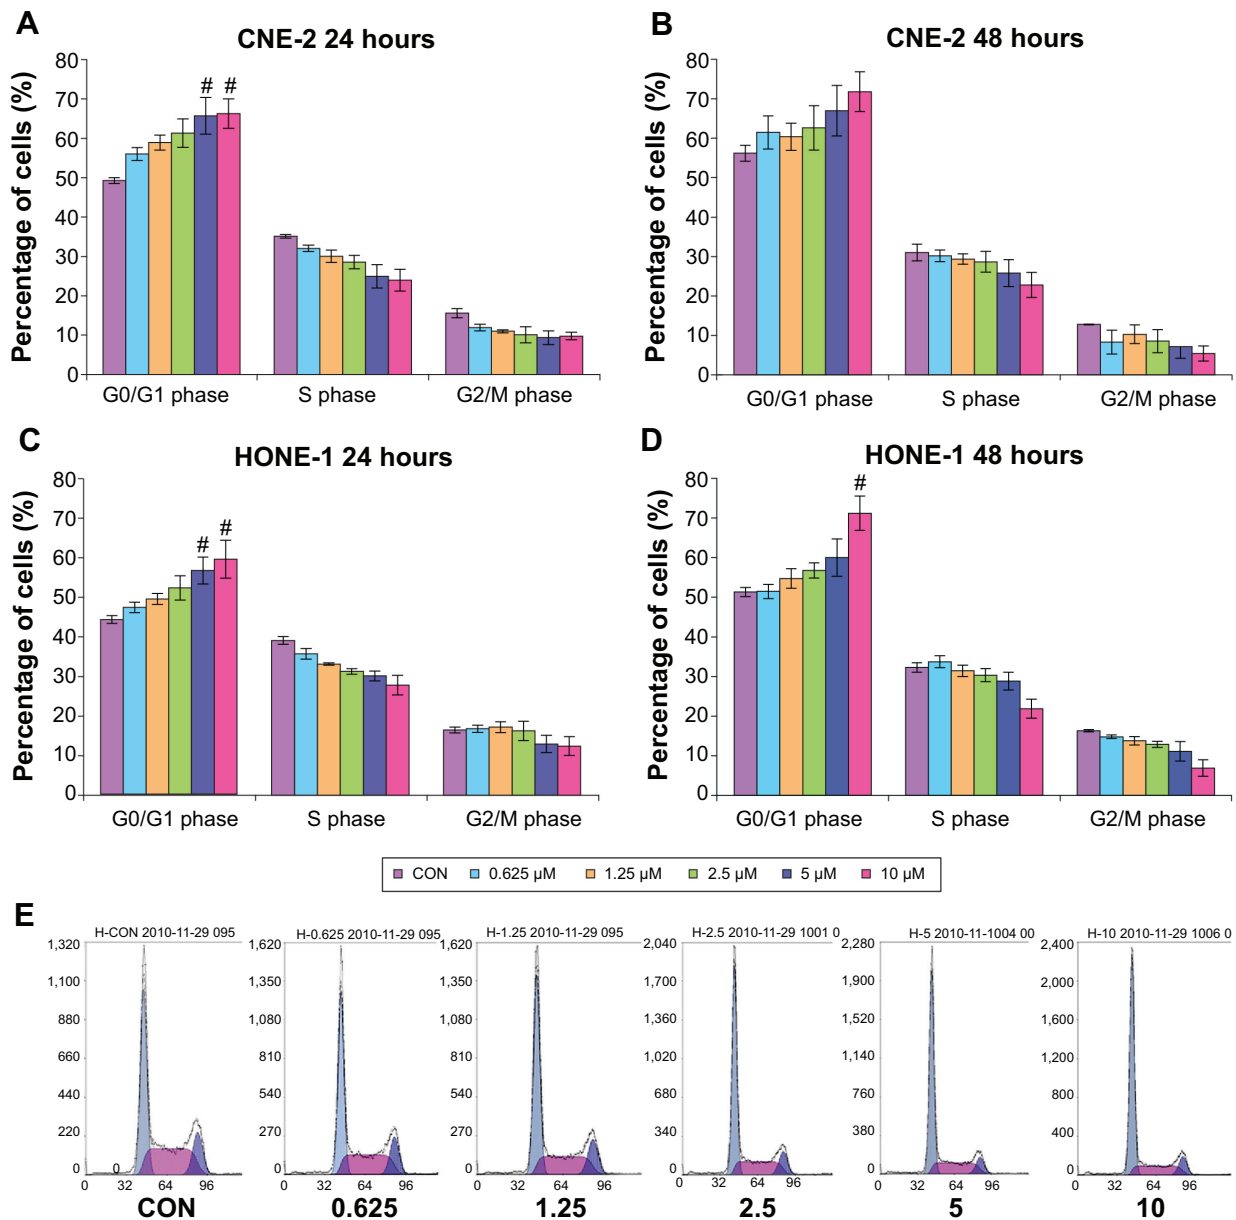 A
CNE-2 24 hours
Percentage of cells (%)
80
70
60
50
40
30
20
10
0
# #
G0/G1 phase S phase G2/M phase
B
CNE-2 48 hours
Percentage of cells (%)
80
70
60
50
40
30
20
10
0
G0/G1 phase S phase G2/M phase
C
HONE-1 24 hours
Percentage of cells (%)
80
70
60
50
40
30
20
10
0
# #
G0/G1 phase S phase G2/M phase
D
HONE-1 48 hours
Percentage of cells (%)
80
70
60
50
40
30
20
10
0
#
G0/G1 phase S phase G2/M phase
CON 0.625 µM 1.25 µM 2.5 µM 5 µM 10 µM
E
H-CON 2010-11-29 095
1,320
1,100
880
660
440
220
0
0
0 32 64 96
CON
H-0.625 2010-11-29 095
1,620
1,350
1,080
810
540
270
0
0 32 64 96
0.625
H-1.25 2010-11-29 095
1,620
1,350
1,080
810
540
270
0
0 32 64 96
1.25
H-2.5 2010-11-29 1001 0
2,040
1,700
1,360
1,020
680
340
0
0 32 64 96
2.5
H-5 2010-11-1004 00
2,280
1,900
1,520
1,140
760
380
0
0 32 64 96
5
H-10 2010-11-29 1006 0
2,400
2,000
1,600
1,200
800
400
0
0 32 64 96
10